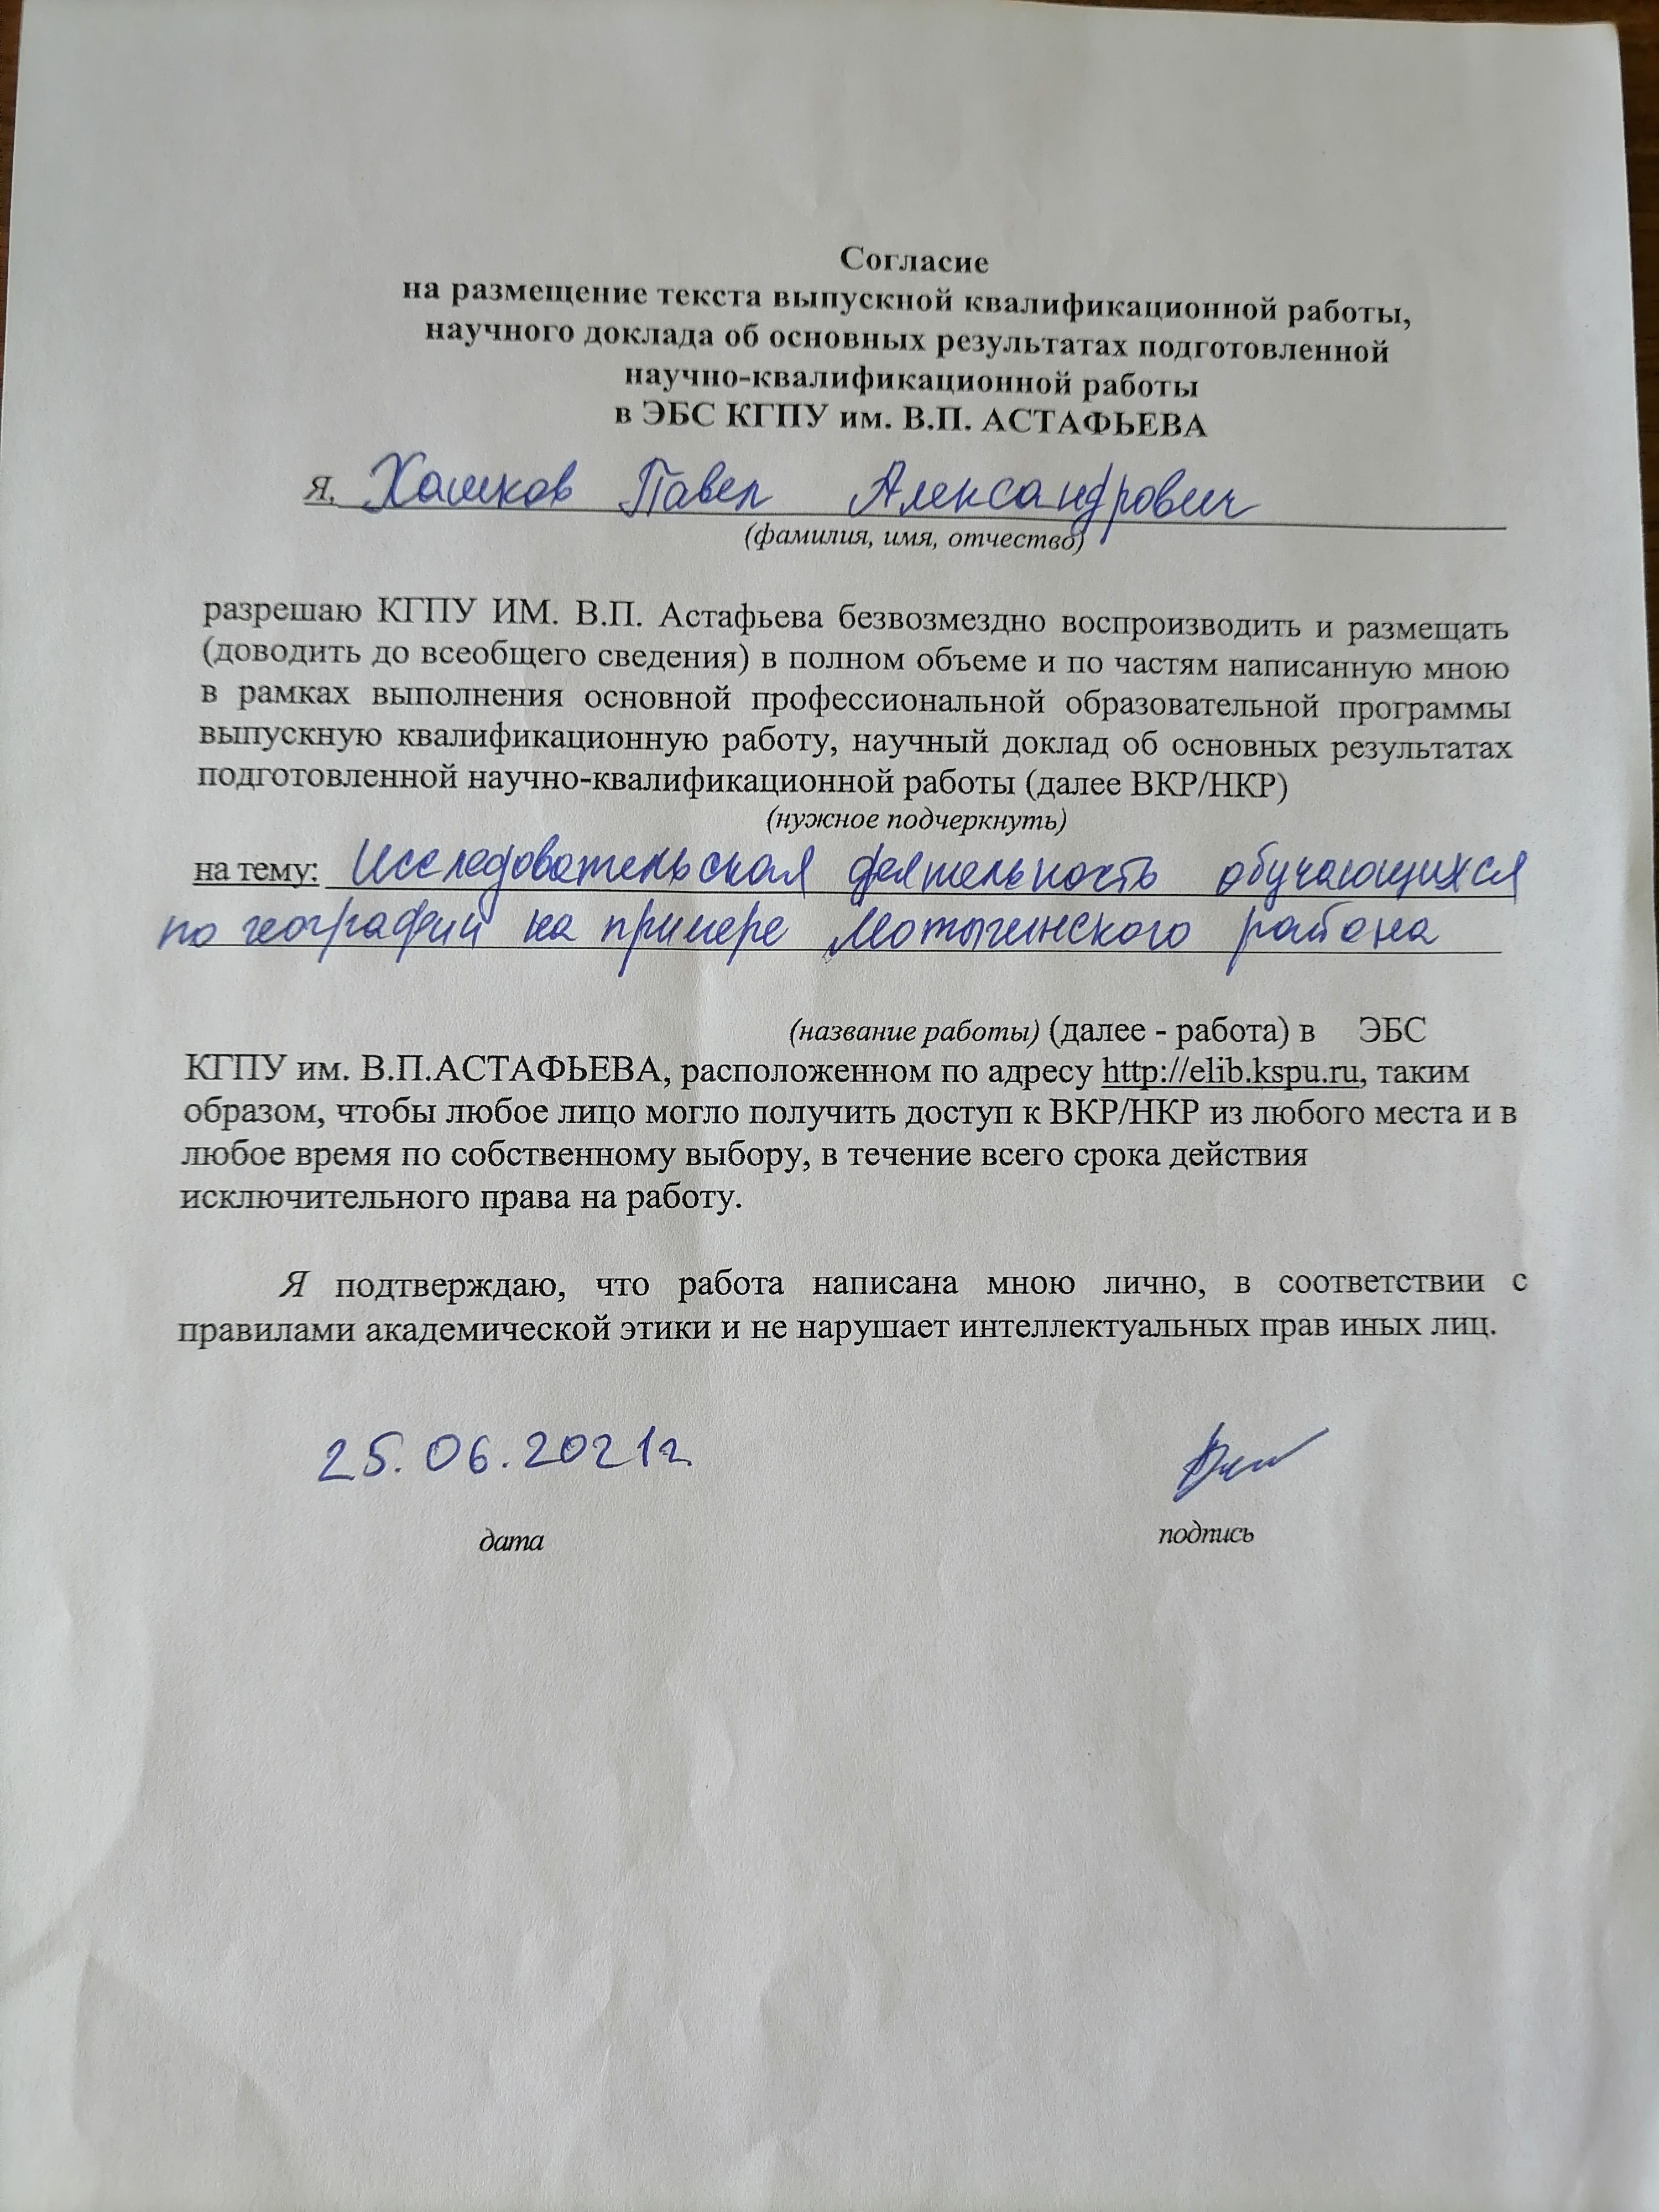 Согласие
на размещение текста выпускной квалификационной работы,
научного доклада об основных результатах подготовленной
научно-квалификационной работы
в ЭБС КГПУ им. В.П. АСТАФЬЕВА
Я, Хашков Павел Александрович
(фамилия, имя, отчество)
разрешаю КГПУ ИМ. В.П. Астафьева безвозмездно воспроизводить и размещать
(доводить до всеобщего сведения) в полном объеме и по частям написанную мною
в рамках выполнения основной профессиональной образовательной программы
выпускную квалификационную работу, научный доклад об основных результатах
подготовленной научно-квалификационной работы (далее ВКР/НКР)
(нужное подчеркнуть)
на тему: Исследовательская деятельность обучающихся
по географии на примере Мотыгинского района
(название работы) (далее - работа) в ЭБС
КГПУ им. В.П.АСТАФЬЕВА, расположенном по адресу http://elib.kspu.ru, таким
образом, чтобы любое лицо могло получить доступ к ВКР/НКР из любого места и в
любое время по собственному выбору, в течение всего срока действия
исключительного права на работу.
Я подтверждаю, что работа написана мною лично, в соответствии с
правилами академической этики и не нарушает интеллектуальных прав иных лиц.
25.06.2021г.
дата подпись